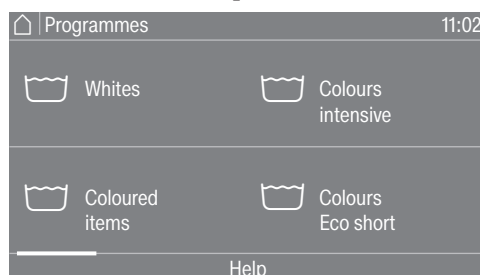 Programmes 11:02
Whites
Colours
intensive
Coloured
items
Colours
Eco short
Help